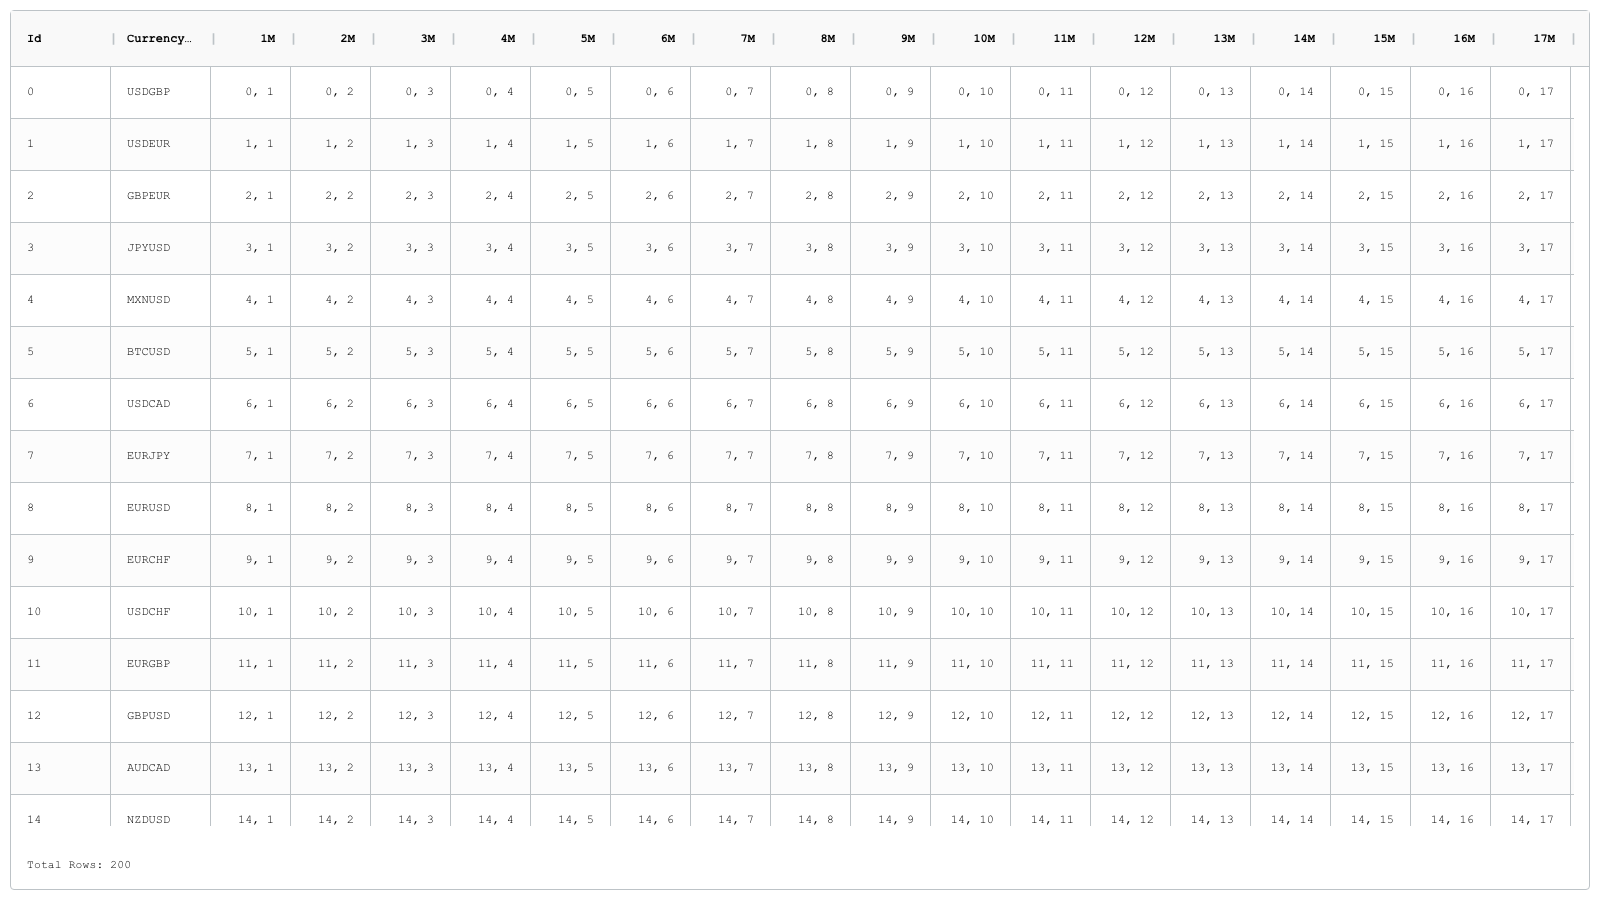 Id Currency… 1M 2M 3M 4M 5M 6M 7M 8M 9M 10M 11M 12M 13M 14M 15M 16M 17M
0 USDGBP 0, 1 0, 2 0, 3 0, 4 0, 5 0, 6 0, 7 0, 8 0, 9 0, 10 0, 11 0, 12 0, 13 0, 14 0, 15 0, 16 0, 17
1 USDEUR 1, 1 1, 2 1, 3 1, 4 1, 5 1, 6 1, 7 1, 8 1, 9 1, 10 1, 11 1, 12 1, 13 1, 14 1, 15 1, 16 1, 17
2 GBPEUR 2, 1 2, 2 2, 3 2, 4 2, 5 2, 6 2, 7 2, 8 2, 9 2, 10 2, 11 2, 12 2, 13 2, 14 2, 15 2, 16 2, 17
3 JPYUSD 3, 1 3, 2 3, 3 3, 4 3, 5 3, 6 3, 7 3, 8 3, 9 3, 10 3, 11 3, 12 3, 13 3, 14 3, 15 3, 16 3, 17
4 MXNUSD 4, 1 4, 2 4, 3 4, 4 4, 5 4, 6 4, 7 4, 8 4, 9 4, 10 4, 11 4, 12 4, 13 4, 14 4, 15 4, 16 4, 17
5 BTCUSD 5, 1 5, 2 5, 3 5, 4 5, 5 5, 6 5, 7 5, 8 5, 9 5, 10 5, 11 5, 12 5, 13 5, 14 5, 15 5, 16 5, 17
6 USDCAD 6, 1 6, 2 6, 3 6, 4 6, 5 6, 6 6, 7 6, 8 6, 9 6, 10 6, 11 6, 12 6, 13 6, 14 6, 15 6, 16 6, 17
7 EURJPY 7, 1 7, 2 7, 3 7, 4 7, 5 7, 6 7, 7 7, 8 7, 9 7, 10 7, 11 7, 12 7, 13 7, 14 7, 15 7, 16 7, 17
8 EURUSD 8, 1 8, 2 8, 3 8, 4 8, 5 8, 6 8, 7 8, 8 8, 9 8, 10 8, 11 8, 12 8, 13 8, 14 8, 15 8, 16 8, 17
9 EURCHF 9, 1 9, 2 9, 3 9, 4 9, 5 9, 6 9, 7 9, 8 9, 9 9, 10 9, 11 9, 12 9, 13 9, 14 9, 15 9, 16 9, 17
10 USDCHF 10, 1 10, 2 10, 3 10, 4 10, 5 10, 6 10, 7 10, 8 10, 9 10, 10 10, 11 10, 12 10, 13 10, 14 10, 15 10, 16 10, 17
11 EURGBP 11, 1 11, 2 11, 3 11, 4 11, 5 11, 6 11, 7 11, 8 11, 9 11, 10 11, 11 11, 12 11, 13 11, 14 11, 15 11, 16 11, 17
12 GBPUSD 12, 1 12, 2 12, 3 12, 4 12, 5 12, 6 12, 7 12, 8 12, 9 12, 10 12, 11 12, 12 12, 13 12, 14 12, 15 12, 16 12, 17
13 AUDCAD 13, 1 13, 2 13, 3 13, 4 13, 5 13, 6 13, 7 13, 8 13, 9 13, 10 13, 11 13, 12 13, 13 13, 14 13, 15 13, 16 13, 17
14 NZDUSD 14, 1 14, 2 14, 3 14, 4 14, 5 14, 6 14, 7 14, 8 14, 9 14, 10 14, 11 14, 12 14, 13 14, 14 14, 15 14, 16 14, 17
Total Rows: 200